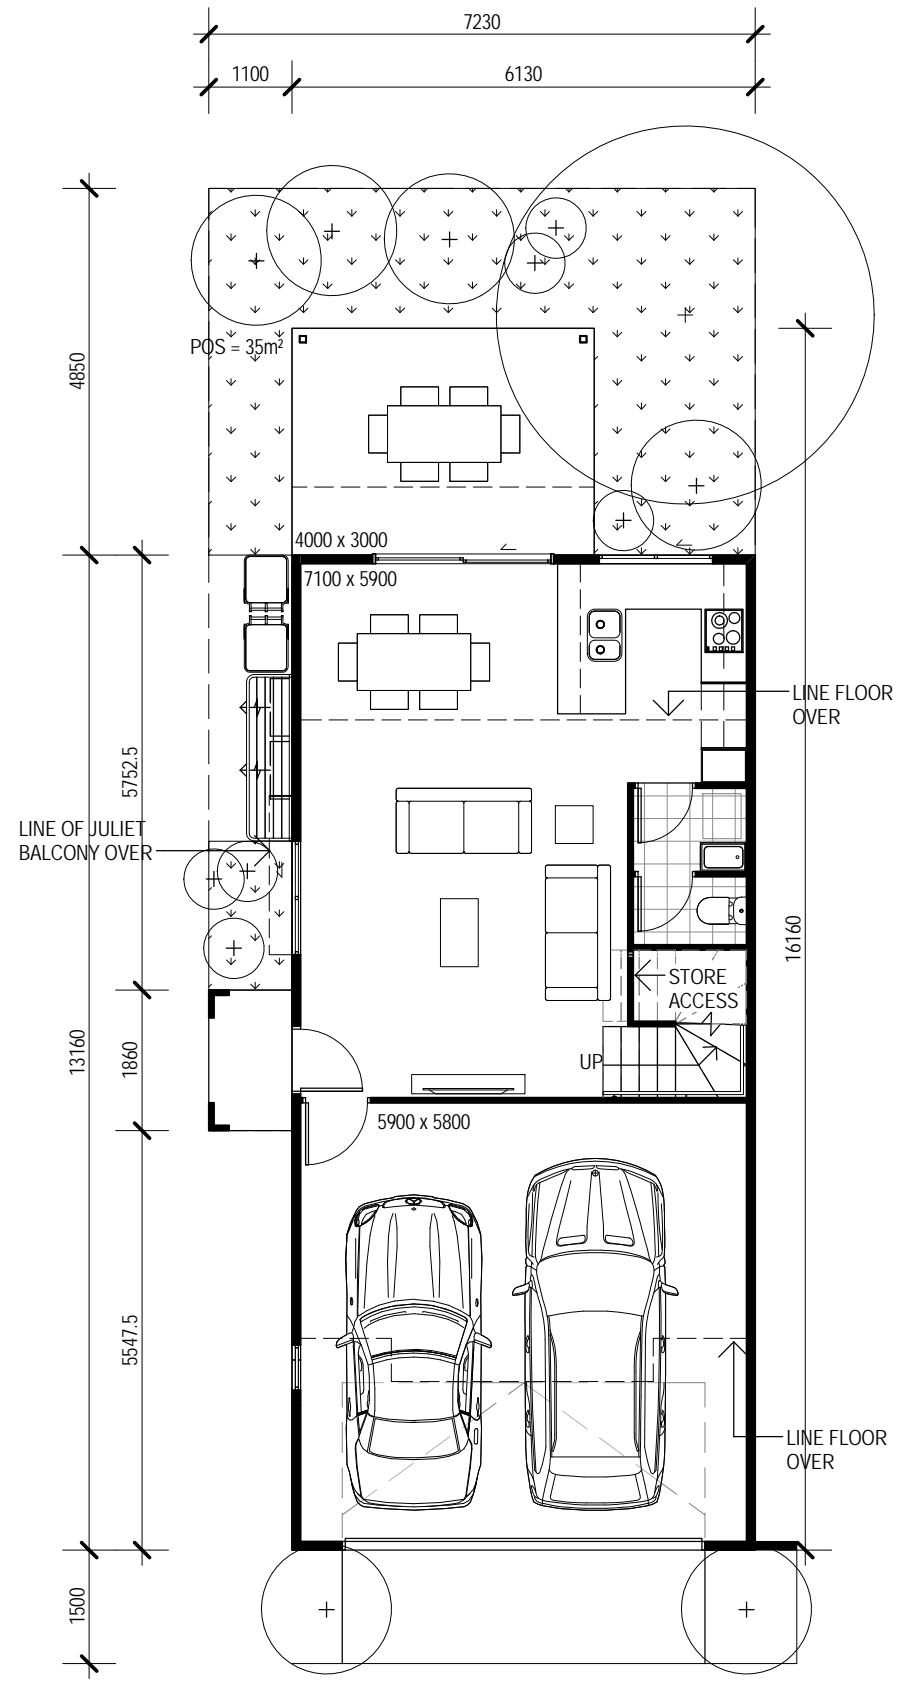 7230
1100
6130
POS = 35m²
4850
4000 x 3000
7100 x 5900
LINE FLOOR
OVER
5752.5
LINE OF JULIET
BALCONY OVER
16160
STORE
ACCESS
13160
1860
UP
5900 x 5800
5547.5
LINE FLOOR
OVER
1500